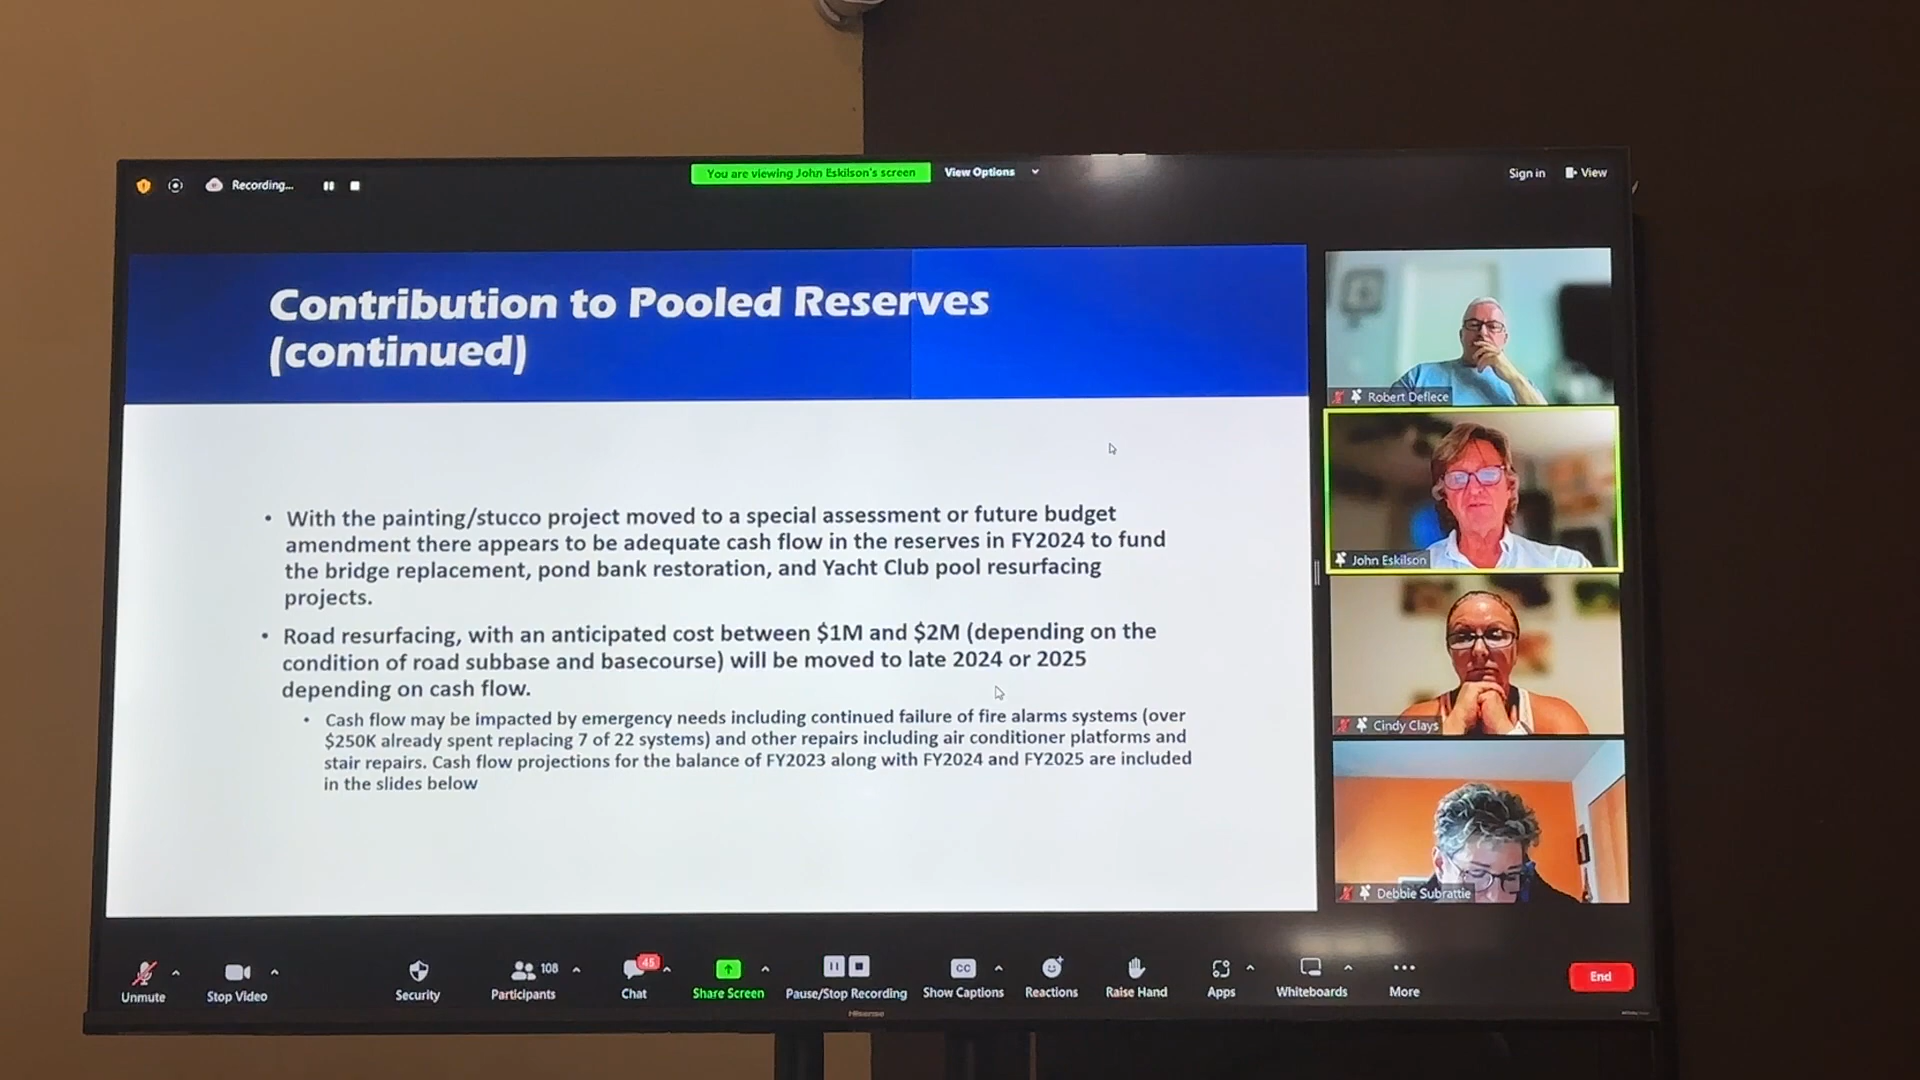 Recording...
You are viewing John Eskilson's screen
View Options
Sign in
View
Contribution to Pooled Reserves
(continued)
• With the painting/stucco project moved to a special assessment or future budget
amendment there appears to be adequate cash flow in the reserves in FY2024 to fund
the bridge replacement, pond bank restoration, and Yacht Club pool resurfacing
projects.
• Road resurfacing, with an anticipated cost between $1M and $2M (depending on the
condition of road subbase and basecourse) will be moved to late 2024 or 2025
depending on cash flow.
• Cash flow may be impacted by emergency needs including continued failure of fire alarms systems (over
$250K already spent replacing 7 of 22 systems) and other repairs including air conditioner platforms and
stair repairs. Cash flow projections for the balance of FY2023 along with FY2024 and FY2025 are included
in the slides below
Robert Deflece
John Eskilson
Cindy Clays
Debbie Subrattie
Unmute
Stop Video
Security
108
Participants
45
Chat
Share Screen
Pause/Stop Recording
CC
Show Captions
Reactions
Raise Hand
Apps
Whiteboards
More
End
Hisense